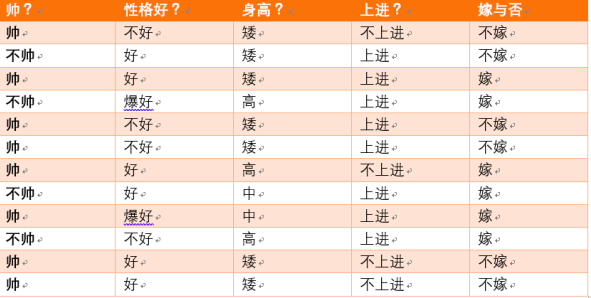 帅？ 性格好？ 身高？ 上进？ 嫁与否
帅 不好 矮 不上进 不嫁
不帅 好 矮 上进 不嫁
帅 好 矮 上进 嫁
不帅 爆好 高 上进 嫁
帅 不好 矮 上进 不嫁
帅 不好 矮 上进 不嫁
帅 好 高 不上进 嫁
不帅 好 中 上进 嫁
帅 爆好 中 上进 嫁
不帅 不好 高 上进 嫁
帅 好 矮 不上进 不嫁
帅 好 矮 不上进 不嫁